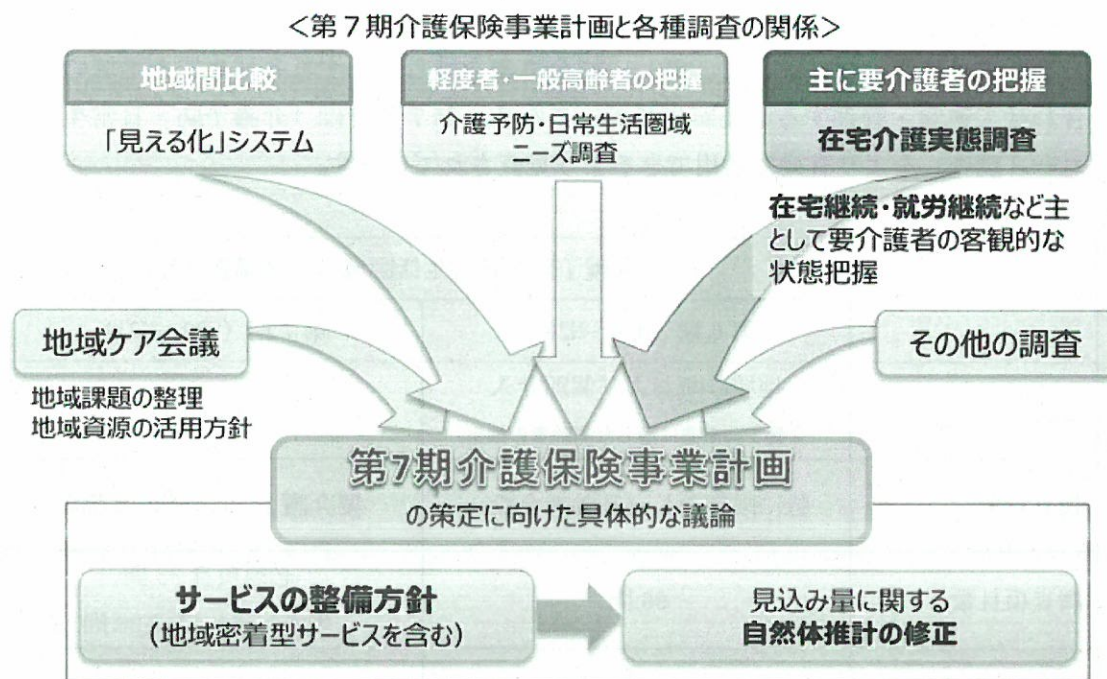 ＜第7期介護保険事業計画と各種調査の関係＞
地域間比較
「見える化」システム
軽度者・一般高齢者の把握
介護予防・日常生活圏域
ニーズ調査
主に要介護者の把握
在宅介護実態調査
在宅継続・就労継続など主
として要介護者の客観的な
状態把握
地域ケア会議
地域課題の整理
地域資源の活用方針
その他の調査
第7期介護保険事業計画
の策定に向けた具体的な議論
サービスの整備方針
（地域密着型サービスを含む）
見込み量に関する
自然体推計の修正